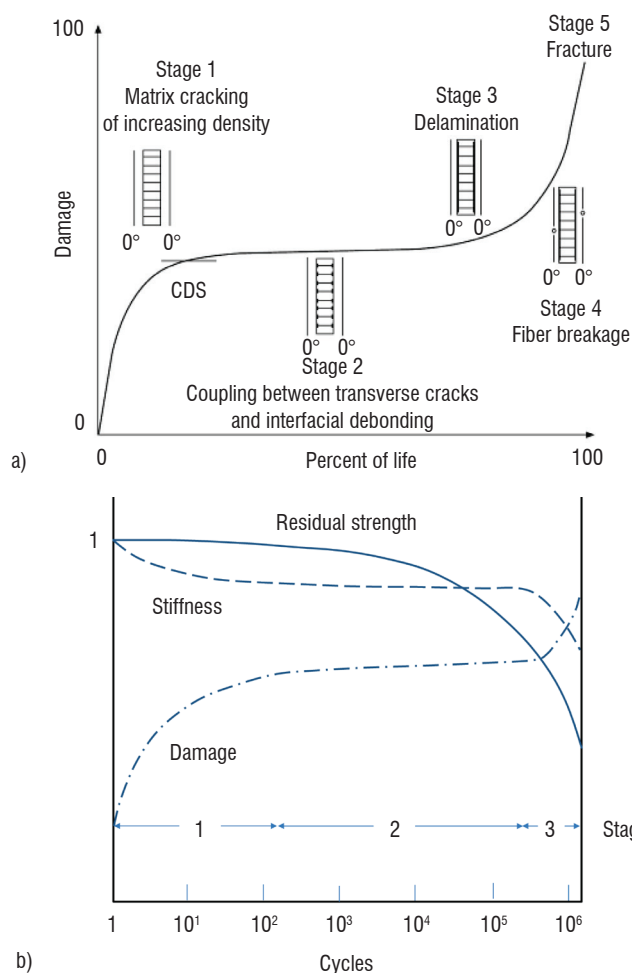 100
Stage 5
Fracture
Stage 1
Matrix cracking
of increasing density
Stage 3
Delamination
Damage
0° 0°
0° 0°
CDS
0° 0°
0° 0°
Stage 2
Stage 4
Fiber breakage
Coupling between transverse cracks
and interfacial debonding
0
a)
0
Percent of life
100
Residual strength
1
Stiffness
Damage
1
2
3
Stag
1
10¹
10²
10³
10⁴
10⁵
10⁶
b)
Cycles